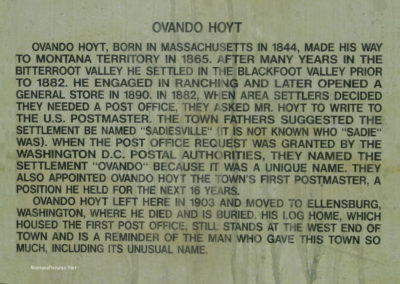 OVANDO HOYT
OVANDO HOYT, BORN IN MASSACHUSETTS IN 1844, MADE HIS WAY
TO MONTANA TERRITORY IN 1865. AFTER MANY YEARS IN THE
BITTERROOT VALLEY HE SETTLED IN THE BLACKFOOT VALLEY PRIOR
TO 1882. HE ENGAGED IN RANCHING AND LATER OPENED A
GENERAL STORE IN 1890. IN 1882, WHEN AREA SETTLERS DECIDED
THEY NEEDED A POST OFFICE, THEY ASKED MR. HOYT TO WRITE TO
THE U.S. POSTMASTER. THE TOWN FATHERS SUGGESTED THE
SETTLEMENT BE NAMED "SADIESVILLE" (IT IS NOT KNOWN WHO "SADIE"
WAS). WHEN THE POST OFFICE REQUEST WAS GRANTED BY THE
WASHINGTON D.C. POSTAL AUTHORITIES, THEY NAMED THE
SETTLEMENT "OVANDO" BECAUSE IT WAS A UNIQUE NAME. THEY
ALSO APPOINTED OVANDO HOYT THE TOWN'S FIRST POSTMASTER, A
POSITION HE HELD FOR THE NEXT 16 YEARS.
OVANDO HOYT LEFT HERE IN 1903 AND MOVED TO ELLENSBURG,
WASHINGTON, WHERE HE DIED AND IS BURIED. HIS LOG HOME, WHICH
HOUSED THE FIRST POST OFFICE, STILL STANDS AT THE WEST END OF
TOWN AND IS A REMINDER OF THE MAN WHO GAVE THIS TOWN SO
MUCH, INCLUDING ITS UNUSUAL NAME.
MontanaPictures.Net